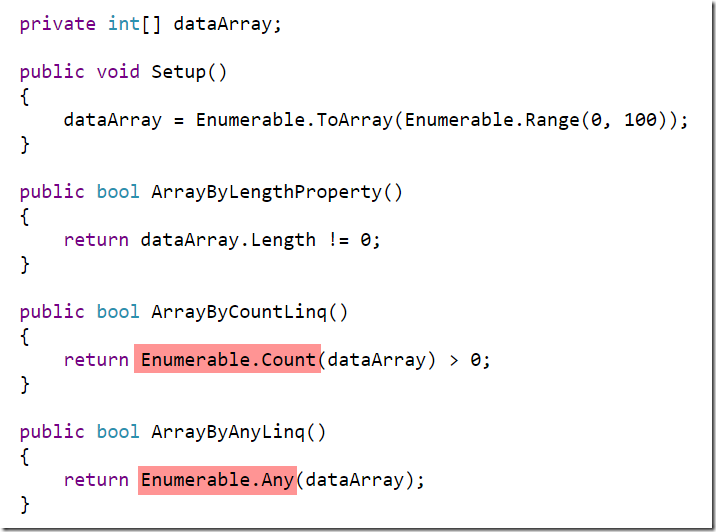 private int[] dataArray;
public void Setup()
{
    dataArray = Enumerable.ToArray(Enumerable.Range(0, 100));
}
public bool ArrayByLengthProperty()
{
    return dataArray.Length != 0;
}
public bool ArrayByCountLinq()
{
    return Enumerable.Count(dataArray) > 0;
}
public bool ArrayByAnyLinq()
{
    return Enumerable.Any(dataArray);
}